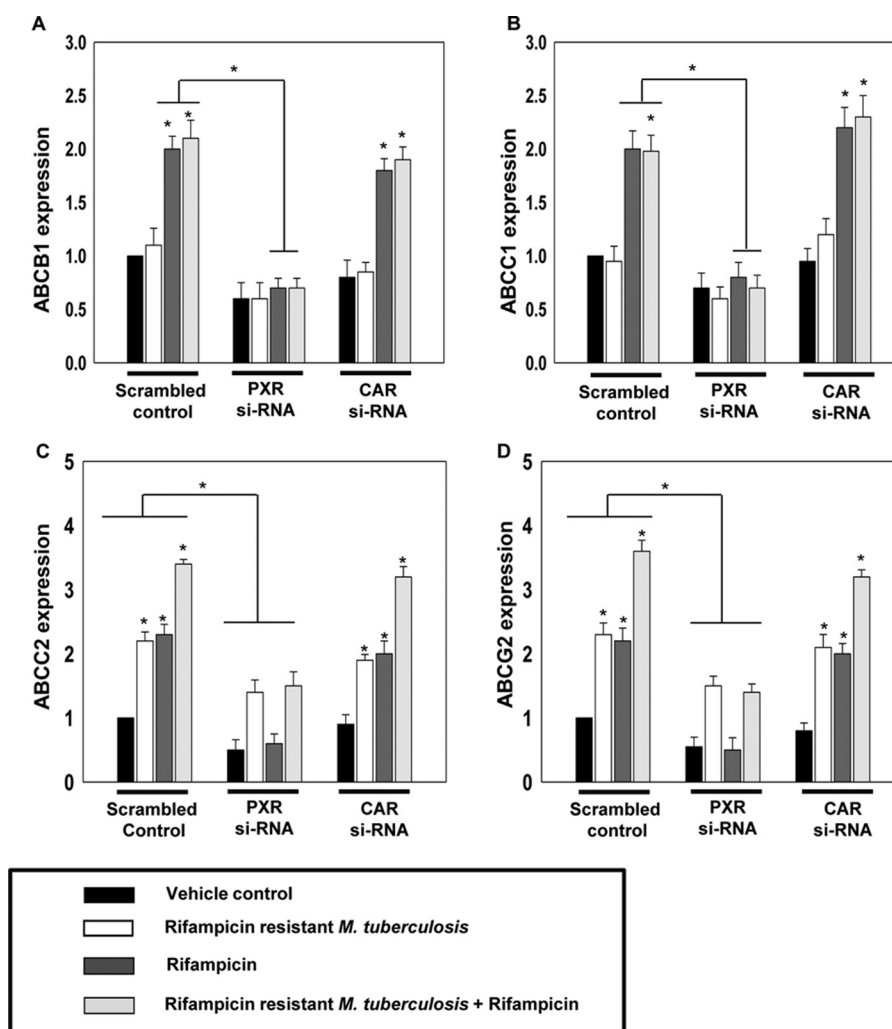 A
3.0
2.5
2.0
1.5
1.0
0.5
0.0
ABCB1 expression
*
* *
* *
Scrambled
control
PXR
si-RNA
CAR
si-RNA
B
3.0
2.5
2.0
1.5
1.0
0.5
0.0
ABCC1 expression
*
*
* *
Scrambled
control
PXR
si-RNA
CAR
si-RNA
C
5
4
3
2
1
0
ABCC2 expression
*
* * *
* * *
Scrambled
Control
PXR
si-RNA
CAR
si-RNA
D
5
4
3
2
1
0
ABCG2 expression
*
* * *
* * *
Scrambled
control
PXR
si-RNA
CAR
si-RNA
Vehicle control
Rifampicin resistant M. tuberculosis
Rifampicin
Rifampicin resistant M. tuberculosis + Rifampicin